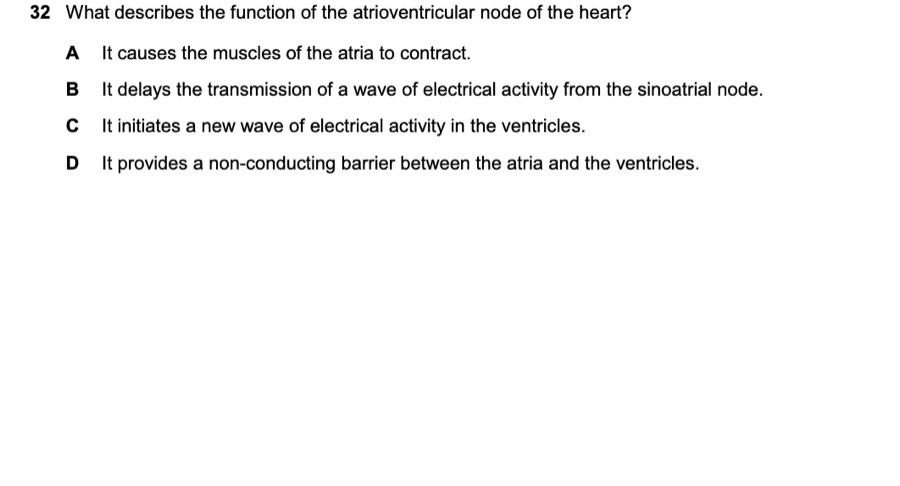 32 What describes the function of the atrioventricular node of the heart?
A It causes the muscles of the atria to contract.
B It delays the transmission of a wave of electrical activity from the sinoatrial node.
C It initiates a new wave of electrical activity in the ventricles.
D It provides a non-conducting barrier between the atria and the ventricles.